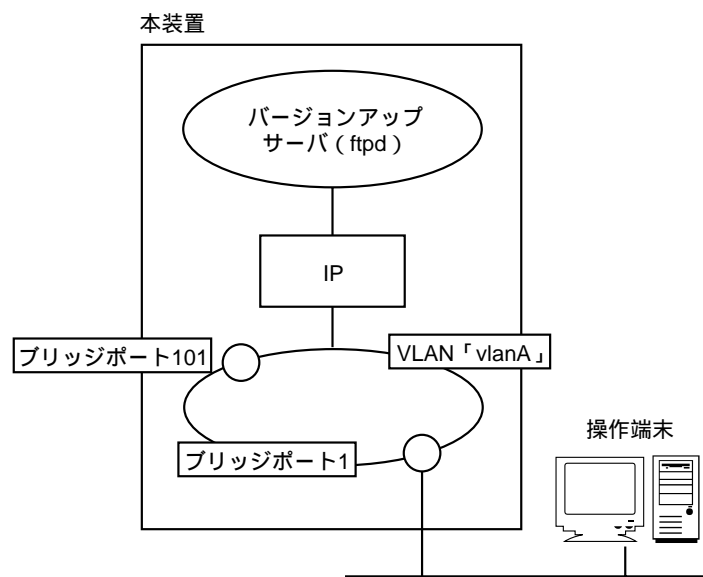 本装置
バージョンアップ
サーバ（ftpd）
IP
ブリッジポート101
VLAN「vlanA」
ブリッジポート1
操作端末